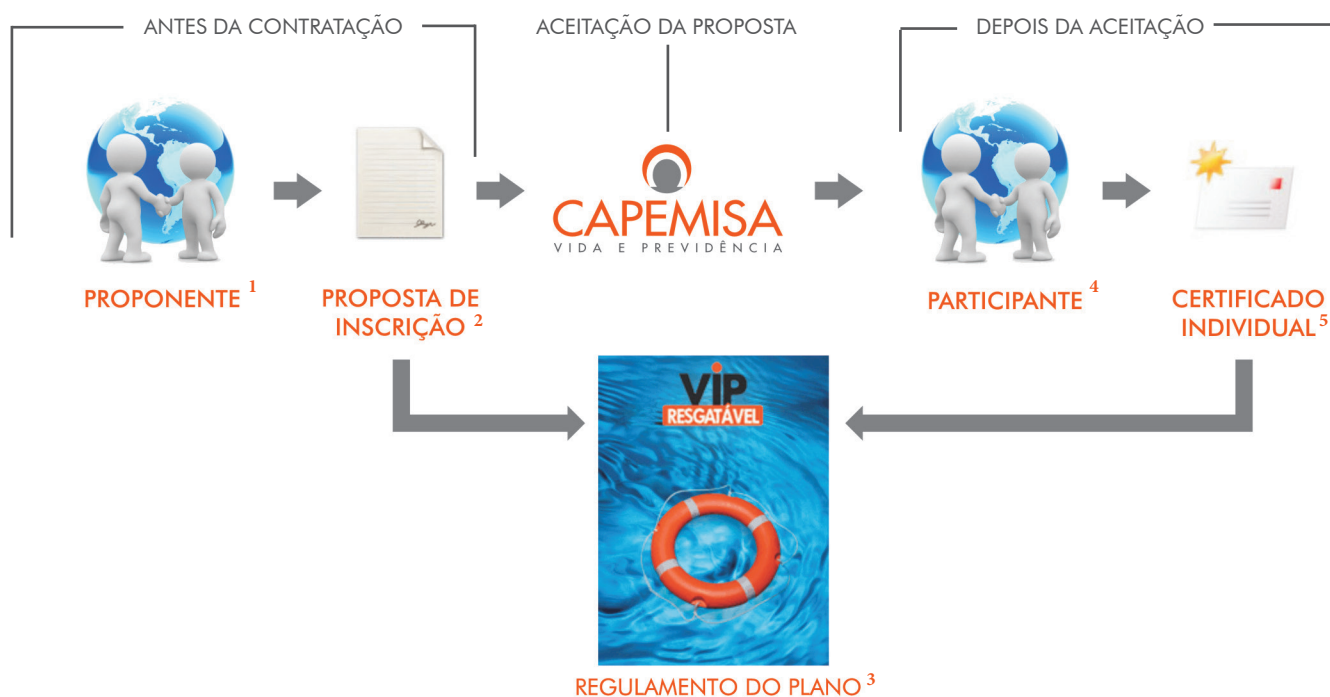 ANTES DA CONTRATAÇÃO
ACEITAÇÃO DA PROPOSTA
DEPOIS DA ACEITAÇÃO
CAPEMISA
VIDA E PREVIDÊNCIA
PROPONENTE 1
PROPOSTA DE
INSCRIÇÃO 2
PARTICIPANTE 4
CERTIFICADO
INDIVIDUAL 5
VIP
RESGATÁVEL
REGULAMENTO DO PLANO 3